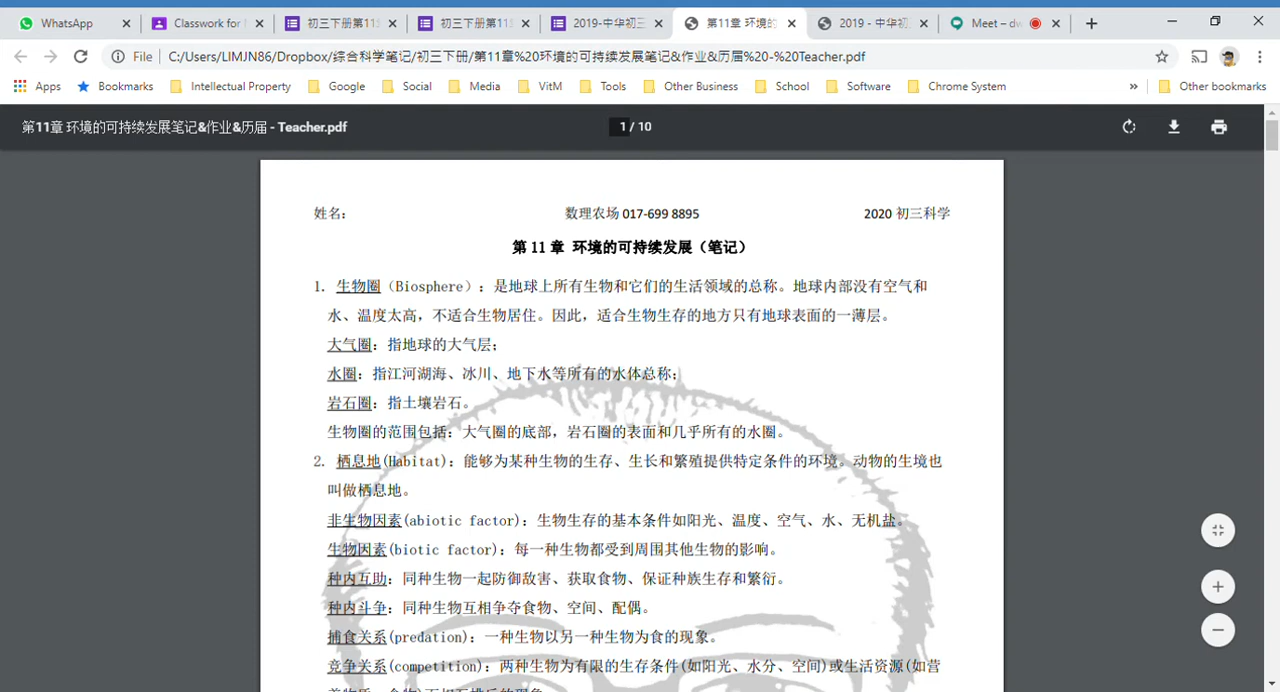 WhatsApp
Classwork for
初三下册第11
初三下册第11
2019-中华初三
第11章 环境的
2019 - 中华初
Meet – dw
File
C:/Users/LIMJN86/Dropbox/综合科学笔记/初三下册/第11章%20环境的可持续发展笔记&作业&历届%20-%20Teacher.pdf
Apps Bookmarks Intellectual Property Google Social Media VitM Tools Other Business School Software Chrome System » Other bookmarks
第11章 环境的可持续发展笔记&作业&历届 - Teacher.pdf
1 / 10
姓名: 数理农场 017-699 8895 2020 初三科学
第 11 章 环境的可持续发展（笔记）
1. 生物圈（Biosphere）: 是地球上所有生物和它们的生活领域的总称。地球内部没有空气和
水、温度太高，不适合生物居住。因此，适合生物生存的地方只有地球表面的一薄层。
大气圈: 指地球的大气层;
水圈: 指江河湖海、冰川、地下水等所有的水体总称;
岩石圈: 指土壤岩石。
生物圈的范围包括: 大气圈的底部，岩石圈的表面和几乎所有的水圈。
2. 栖息地(Habitat): 能够为某种生物的生存、生长和繁殖提供特定条件的环境。动物的生境也
叫做栖息地。
非生物因素(abiotic factor): 生物生存的基本条件如阳光、温度、空气、水、无机盐。
生物因素(biotic factor): 每一种生物都受到周围其他生物的影响。
种内互助: 同种生物一起防御敌害、获取食物、保证种族生存和繁衍。
种内斗争: 同种生物互相争夺食物、空间、配偶。
捕食关系(predation): 一种生物以另一种生物为食的现象。
竞争关系(competition): 两种生物为有限的生存条件(如阳光、水分、空间)或生活资源(如营